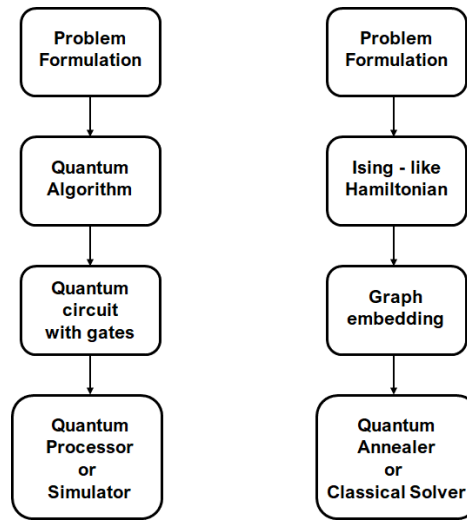 Problem
Formulation
Quantum
Algorithm
Quantum
circuit
with gates
Quantum
Processor
or
Simulator
Problem
Formulation
Ising - like
Hamiltonian
Graph
embedding
Quantum
Annealer
or
Classical Solver